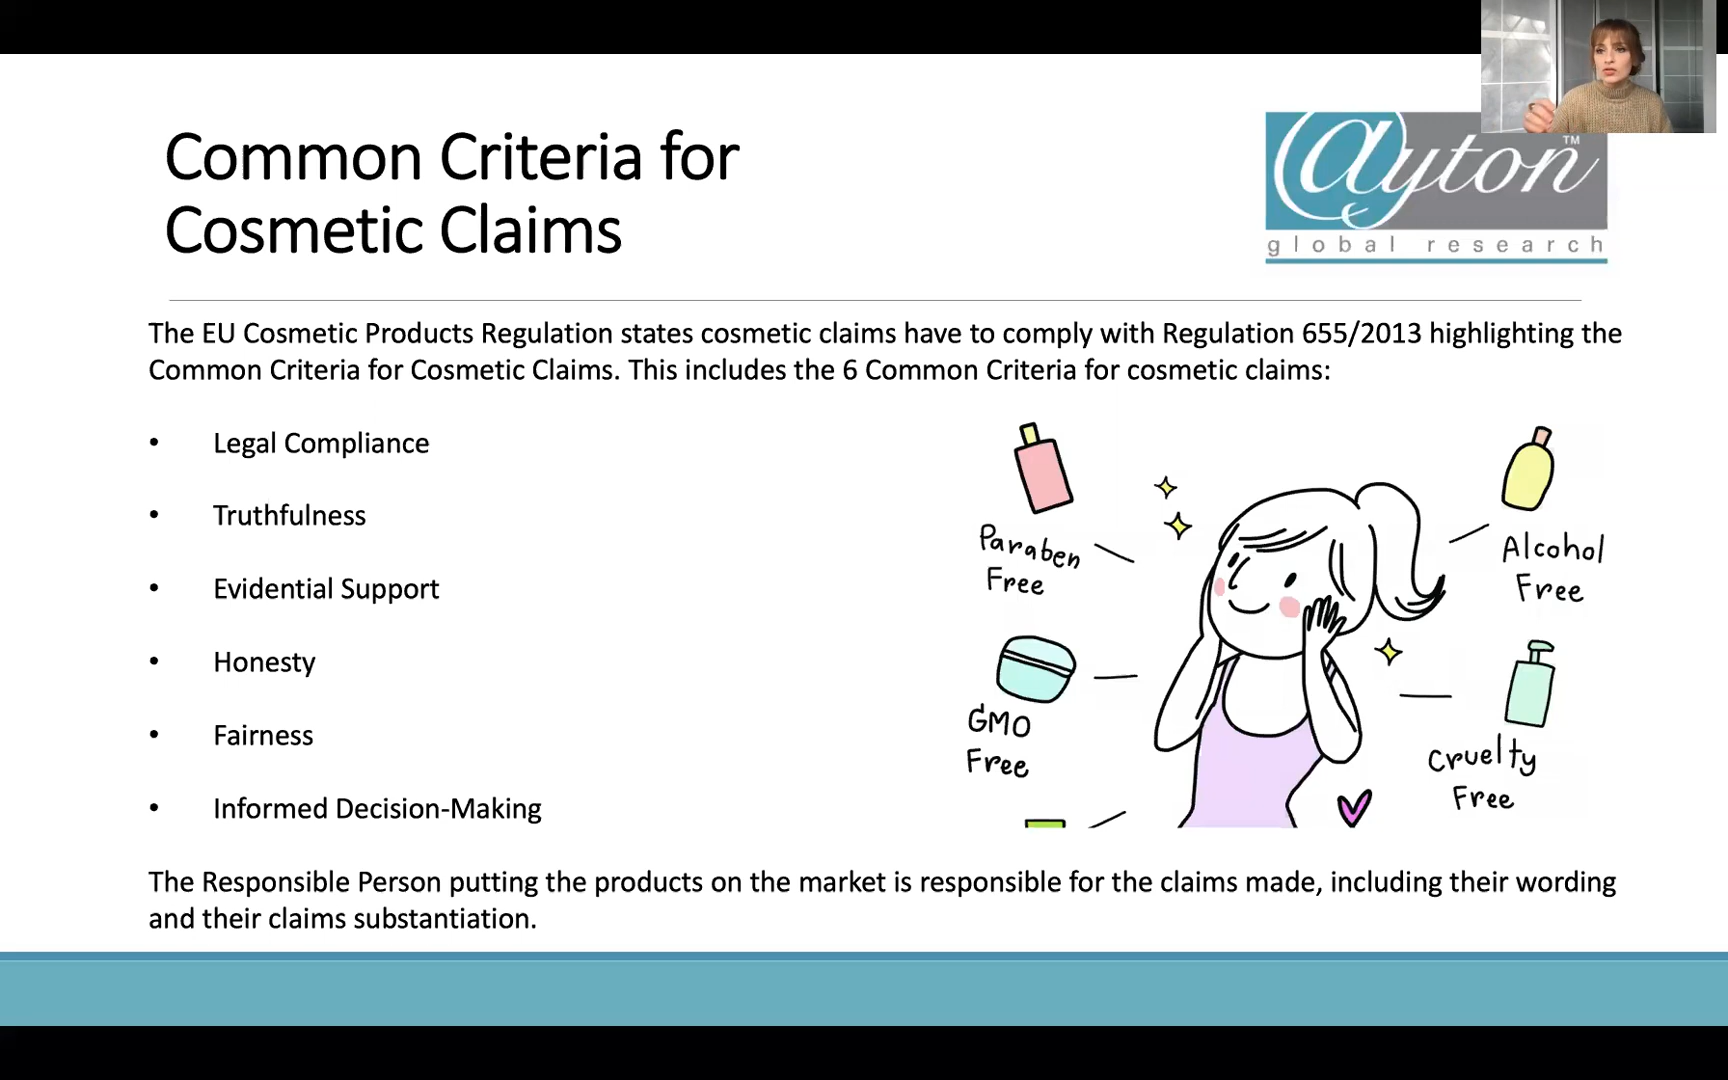 Common Criteria for
Cosmetic Claims
ayton™
global research
The EU Cosmetic Products Regulation states cosmetic claims have to comply with Regulation 655/2013 highlighting the
Common Criteria for Cosmetic Claims. This includes the 6 Common Criteria for cosmetic claims:
• Legal Compliance
• Truthfulness
• Evidential Support
• Honesty
• Fairness
• Informed Decision-Making
Paraben
Free
Alcohol
Free
GMO
Free
Cruelty
Free
The Responsible Person putting the products on the market is responsible for the claims made, including their wording
and their claims substantiation.